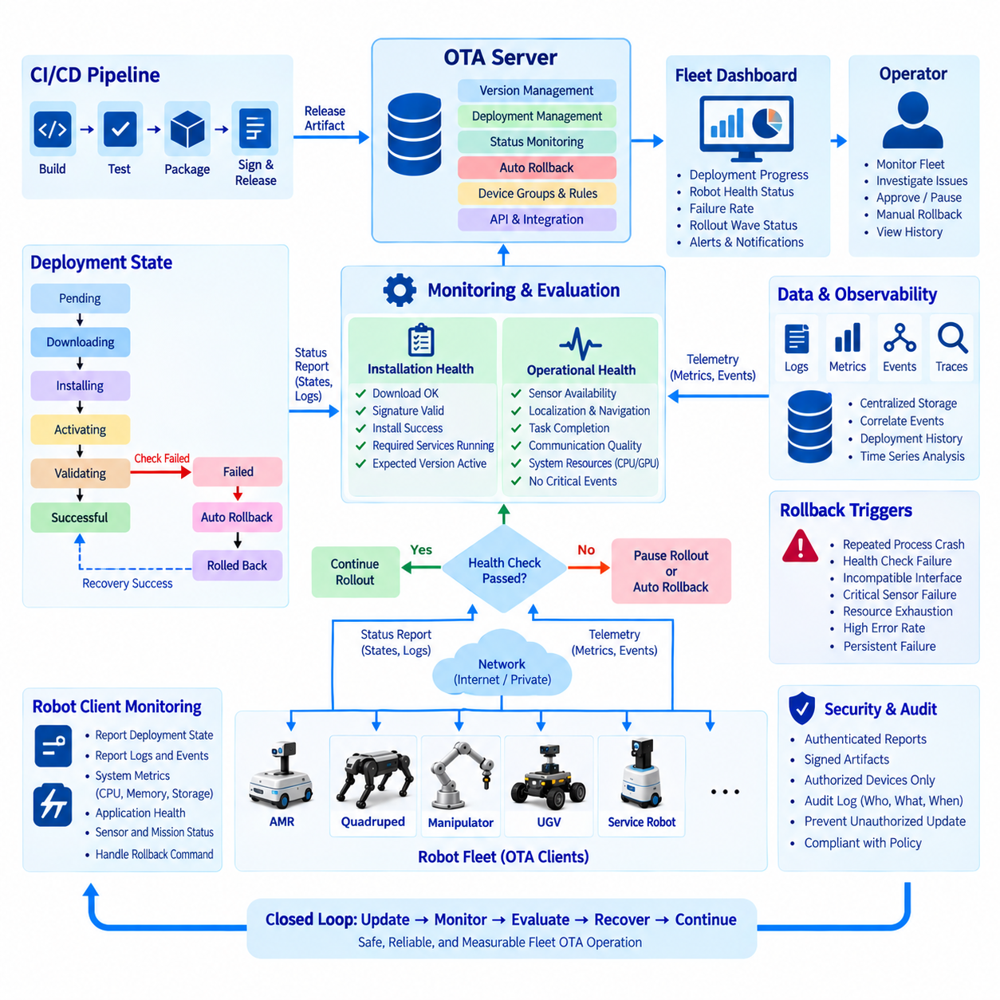 CI/CD Pipeline
Build
Test
Package
Sign &
Release
Release
Artifact
OTA Server
Version Management
Deployment Management
Status Monitoring
Auto Rollback
Device Groups & Rules
API & Integration
Fleet Dashboard
• Deployment Progress
• Robot Health Status
• Failure Rate
• Rollout Wave Status
• Alerts & Notifications
Operator
• Monitor Fleet
• Investigate Issues
• Approve / Pause
• Manual Rollback
• View History
Deployment State
Pending
Downloading
Installing
Activating
Validating
Successful
Check Failed
Failed
Auto Rollback
Rolled Back
Recovery Success
Status
Report
(States,
Logs)
Monitoring & Evaluation
Installation Health
Download OK
Signature Valid
Install Success
Required Services Running
Expected Version Active
Operational Health
Sensor Availability
Localization & Navigation
Task Completion
Communication Quality
System Resources (CPU/GPU)
No Critical Events
Telemetry
(Metrics, Events)
Data & Observability
Logs
Metrics
Events
Traces
• Centralized Storage
• Correlate Events
• Deployment History
• Time Series Analysis
Continue
Rollout
Yes
Health Check
Passed?
No
Pause Rollout
or
Auto Rollback
Rollback Triggers
• Repeated Process Crash
• Health Check Failure
• Incompatible Interface
• Critical Sensor Failure
• Resource Exhaustion
• High Error Rate
• Persistent Failure
Status Report
(States, Logs)
Network
(Internet / Private)
Telemetry
(Metrics, Events)
Robot Client Monitoring
• Report Deployment State
• Report Logs and Events
• System Metrics
(CPU, Memory, Storage)
• Application Health
• Sensor and Mission Status
• Handle Rollback Command
AMR
Quadruped
Manipulator
UGV
Service Robot
...
Robot Fleet (OTA Clients)
Security & Audit
• Authenticated Reports
• Signed Artifacts
• Authorized Devices Only
• Audit Log (Who, What, When)
• Prevent Unauthorized Update
• Compliant with Policy
Closed Loop: Update → Monitor → Evaluate → Recover → Continue
Safe, Reliable, and Measurable Fleet OTA Operation